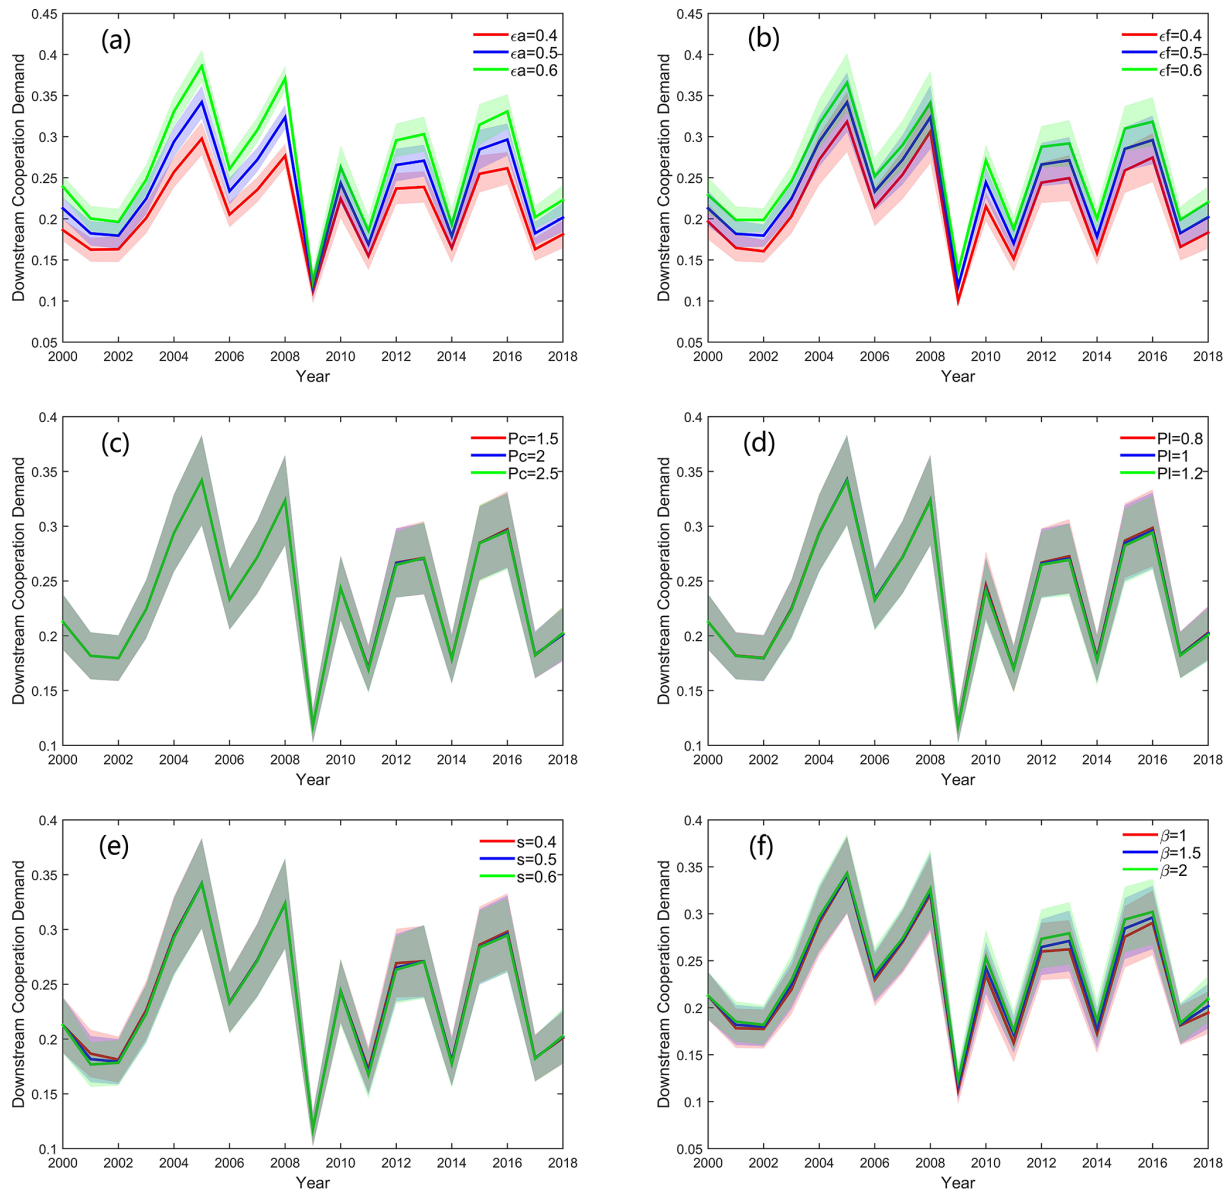 (a)
ϵa=0.4
ϵa=0.5
ϵa=0.6
Downstream Cooperation Demand
0.45
0.4
0.35
0.3
0.25
0.2
0.15
0.1
0.05
2000 2002 2004 2006 2008 2010 2012 2014 2016 2018
Year
(b)
ϵf=0.4
ϵf=0.5
ϵf=0.6
Downstream Cooperation Demand
0.45
0.4
0.35
0.3
0.25
0.2
0.15
0.1
0.05
2000 2002 2004 2006 2008 2010 2012 2014 2016 2018
Year
(c)
Pc=1.5
Pc=2
Pc=2.5
Downstream Cooperation Demand
0.4
0.35
0.3
0.25
0.2
0.15
0.1
2000 2002 2004 2006 2008 2010 2012 2014 2016 2018
Year
(d)
Pl=0.8
Pl=1
Pl=1.2
Downstream Cooperation Demand
0.4
0.35
0.3
0.25
0.2
0.15
0.1
2000 2002 2004 2006 2008 2010 2012 2014 2016 2018
Year
(e)
s=0.4
s=0.5
s=0.6
Downstream Cooperation Demand
0.4
0.35
0.3
0.25
0.2
0.15
0.1
2000 2002 2004 2006 2008 2010 2012 2014 2016 2018
Year
(f)
β=1
β=1.5
β=2
Downstream Cooperation Demand
0.4
0.35
0.3
0.25
0.2
0.15
0.1
0.05
2000 2002 2004 2006 2008 2010 2012 2014 2016 2018
Year